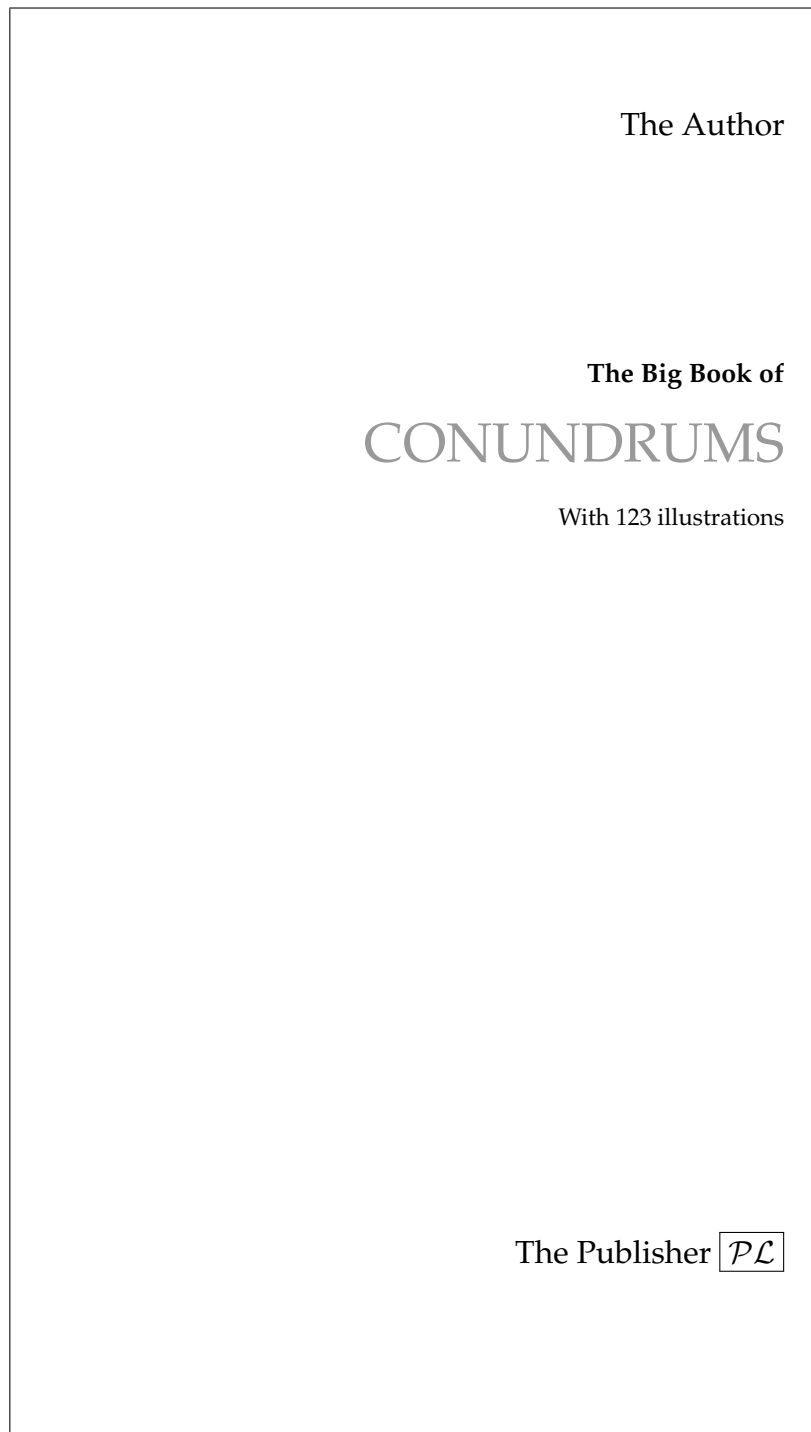 The Author
The Big Book of
CONUNDRUMS
With 123 illustrations
The Publisher PL